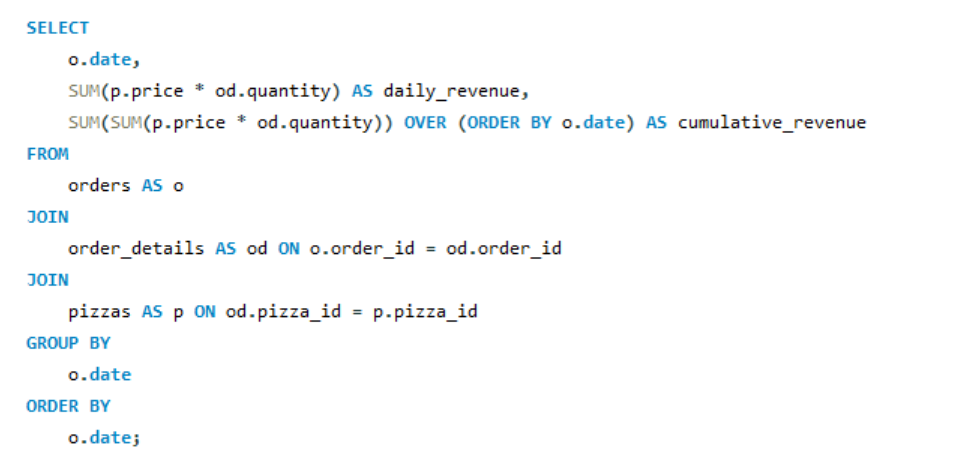 SELECT
    o.date,
    SUM(p.price * od.quantity) AS daily_revenue,
    SUM(SUM(p.price * od.quantity)) OVER (ORDER BY o.date) AS cumulative_revenue
FROM
    orders AS o
JOIN
    order_details AS od ON o.order_id = od.order_id
JOIN
    pizzas AS p ON od.pizza_id = p.pizza_id
GROUP BY
    o.date
ORDER BY
    o.date;